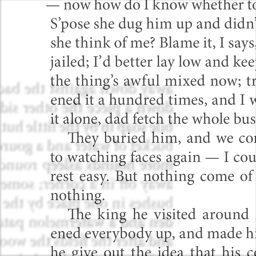 — now how do I know whether to
S’pose she dug him up and didn’
she think of me? Blame it, I says,
jailed; I’d better lay low and kee
the thing’s awful mixed now; tr
ened it a hundred times, and I w
it alone, dad fetch the whole bus
They buried him, and we com
to watching faces again — I cou
rest easy. But nothing come of
nothing.
The king he visited around
ened everybody up, and made hi
he give out the idea that his co